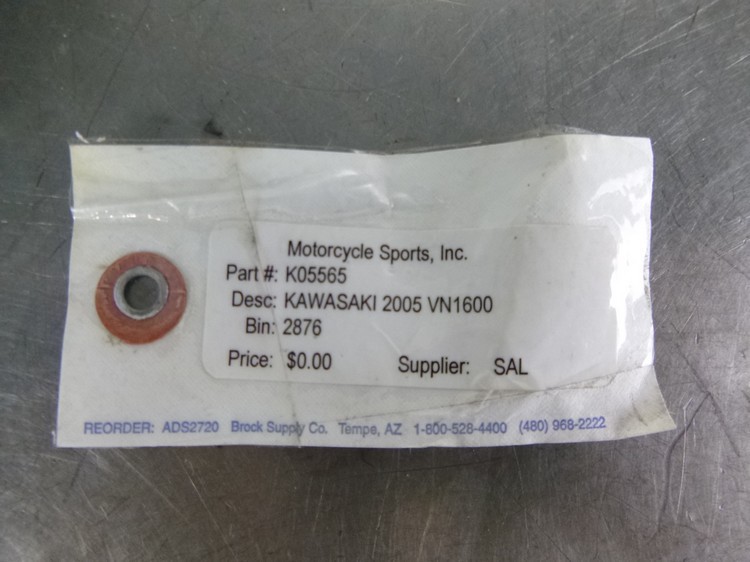 Motorcycle Sports, Inc.
Part #: K05565
Desc: KAWASAKI 2005 VN1600
Bin: 2876
Price: $0.00 Supplier: SAL
REORDER: ADS2720 Brock Supply Co. Tempe, AZ 1-800-528-4400 (480) 968-2222